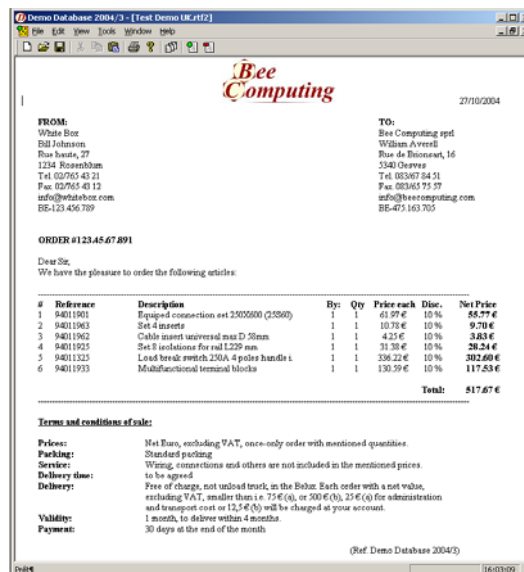 Demo Database 2004/3 - [Test Demo UK.rtf2]
File Edit View Tools Window Help
Bee
Computing
27/10/2004
FROM: TO:
White Box Bee Computing sprl
Bill Johnson William Averell
Rue haute, 27 Rue de Brionsart, 16
1234 Rosenblum 5340 Gesves
Tel. 02/765 43 21 Tel. 083/67 84 51
Fax. 02/765 43 12 Fax. 083/65 75 57
info@whitebox.com info@beecomputing.com
BE-123.456.789 BE-475.163.705
ORDER #123.45.67.891
Dear Sir,
We have the pleasure to order the following articles:
# Reference Description By: Qty Price each Disc. Net Price
1 94011901 Equiped connection set 250X600 (25X60) 1 1 61.97 € 10 % 55.77 €
2 94011963 Set 4 inserts 1 1 10.78 € 10 % 9.70 €
3 94011962 Cable insert universal max D 58mm 1 1 4.25 € 10 % 3.83 €
4 94011925 Set 8 isolations for rail L229 mm 1 1 31.38 € 10 % 28.24 €
5 94011325 Load break switch 250A 4 poles handle i. 1 1 336.22 € 10 % 302.60 €
6 94011933 Multifunctional terminal blocks 1 1 130.59 € 10 % 117.53 €
Total: 517.67 €
Terms and conditions of sale:
Prices: Net Euro, excluding VAT, once-only order with mentioned quantities.
Packing: Standard packing
Service: Wiring, connections and others are not included in the mentioned prices.
Delivery time: to be agreed
Delivery: Free of charge, not unload truck, in the Belux. Each order with a net value,
excluding VAT, smaller than i.e. 75 € (a), or 500 € (b), 25 € (a) for administration
and transport cost or 12,5 € (b) will be charged at your account.
Validity: 1 month, to deliver within 4 months.
Payment: 30 days at the end of the month
(Ref. Demo Database 2004/3)
16:03:09